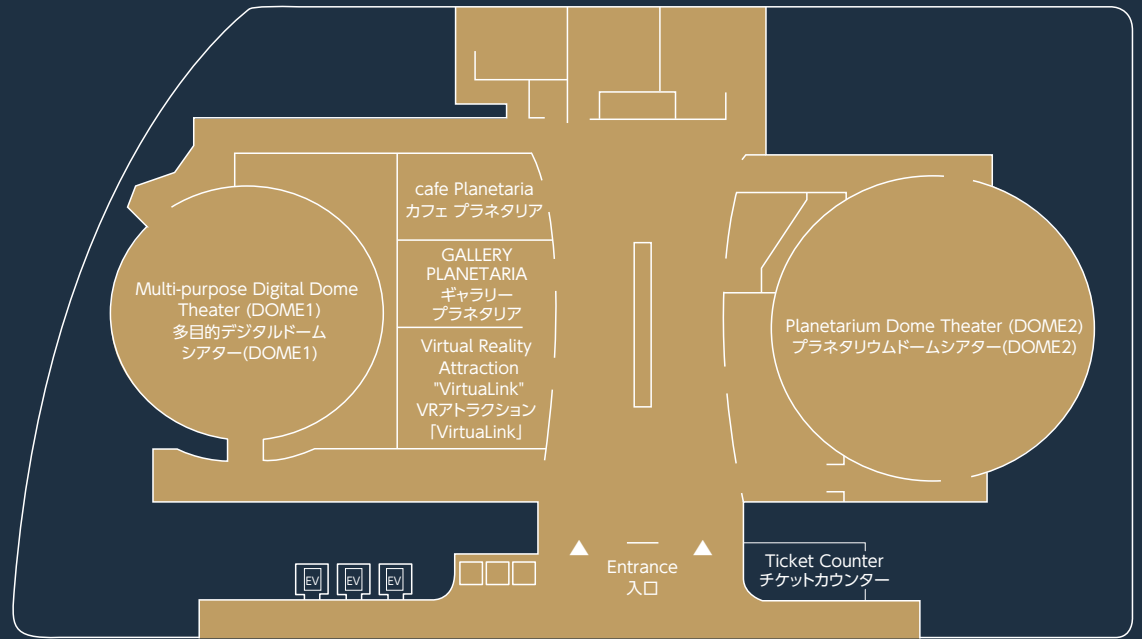 cafe Planetaria
カフェ プラネタリア
GALLERY
PLANETARIA
ギャラリー
プラネタリア
Multi-purpose Digital Dome
Theater (DOME1)
多目的デジタルドーム
シアター(DOME1)
Virtual Reality
Attraction
"VirtuaLink"
VRアトラクション
「VirtuaLink」
Planetarium Dome Theater (DOME2)
プラネタリウムドームシアター(DOME2)
Entrance
入口
Ticket Counter
チケットカウンター
EV
EV
EV